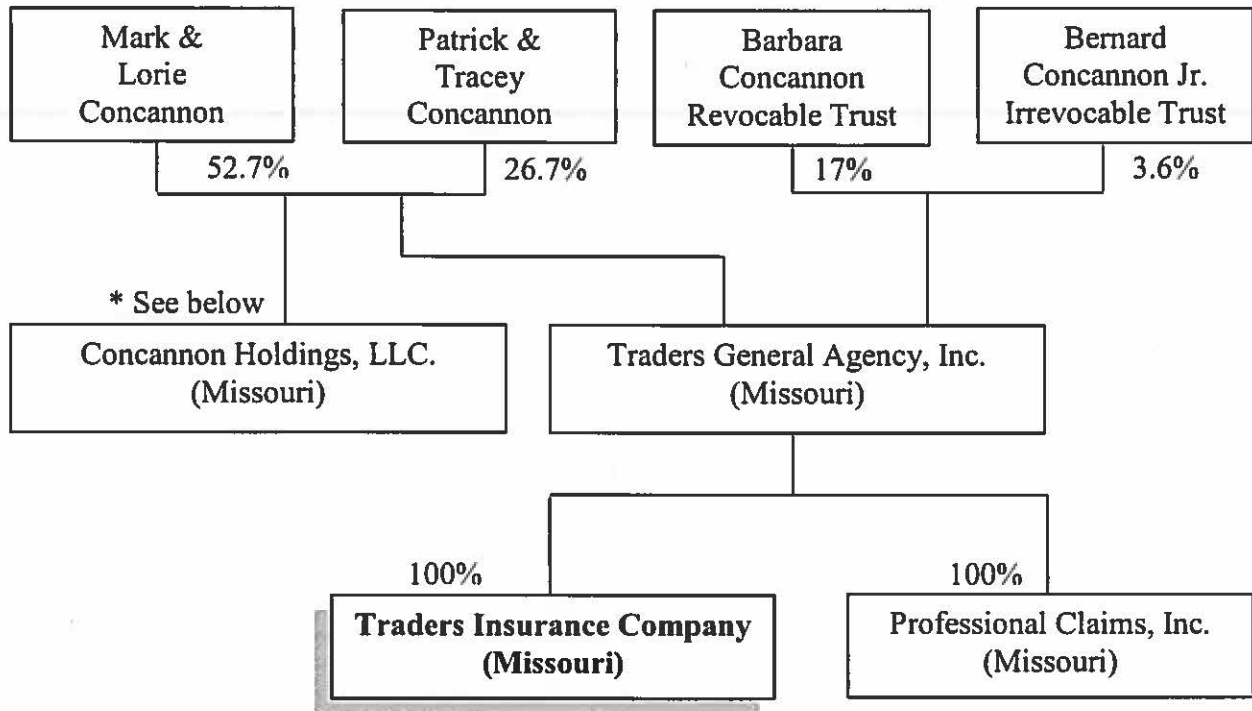 Mark &
Lorie
Concannon
Patrick &
Tracey
Concannon
Barbara
Concannon
Revocable Trust
Bernard
Concannon Jr.
Irrevocable Trust
52.7%
26.7%
17%
3.6%
* See below
Concannon Holdings, LLC.
(Missouri)
Traders General Agency, Inc.
(Missouri)
100%
100%
Traders Insurance Company
(Missouri)
Professional Claims, Inc.
(Missouri)